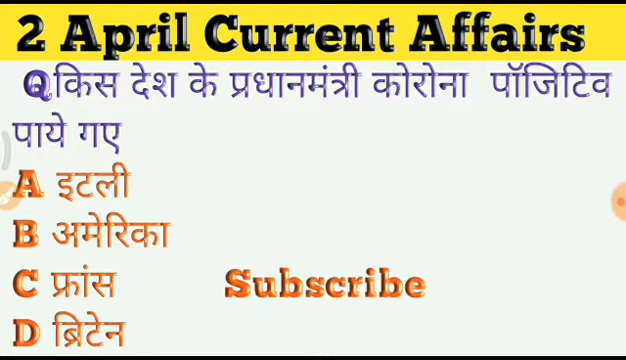 2 April Current Affairs
Qकिस देश के प्रधानमंत्री कोरोना पॉजिटिव
पाये गए
A इटली
B अमेरिका
C फ्रांस Subscribe
D ब्रिटेन